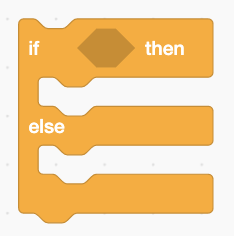 if then
else